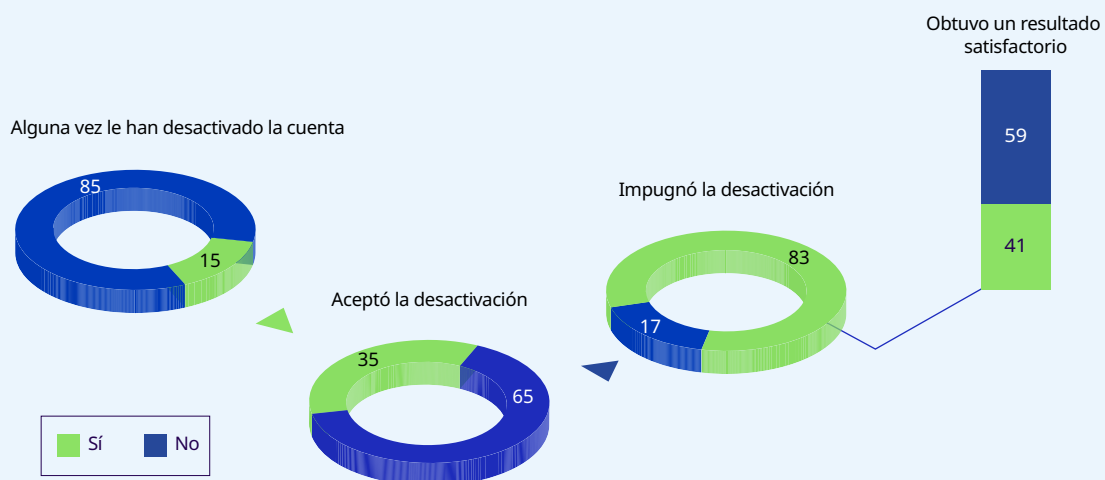 Obtuvo un resultado
satisfactorio
59
41
Alguna vez le han desactivado la cuenta
85
15
Impugnó la desactivación
83
17
Aceptó la desactivación
35
65
Sí
No